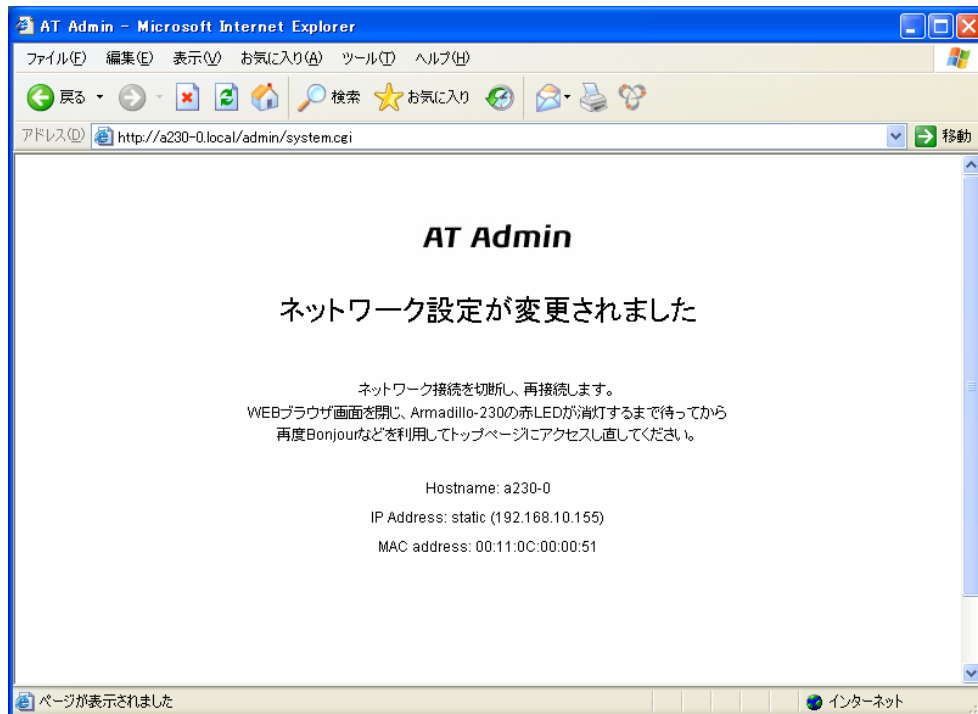 AT Admin - Microsoft Internet Explorer
ファイル(F) 編集(E) 表示(V) お気に入り(A) ツール(T) ヘルプ(H)
戻る 検索 お気に入り
アドレス(D) http://a230-0.local/admin/system.cgi 移動
AT Admin
ネットワーク設定が変更されました
ネットワーク接続を切断し、再接続します。
WEBブラウザ画面を閉じ、Armadillo-230の赤LEDが消灯するまで待ってから
再度Bonjourなどを利用してトップページにアクセスし直してください。
Hostname: a230-0
IP Address: static (192.168.10.155)
MAC address: 00:11:0C:00:00:51
ページが表示されました インターネット